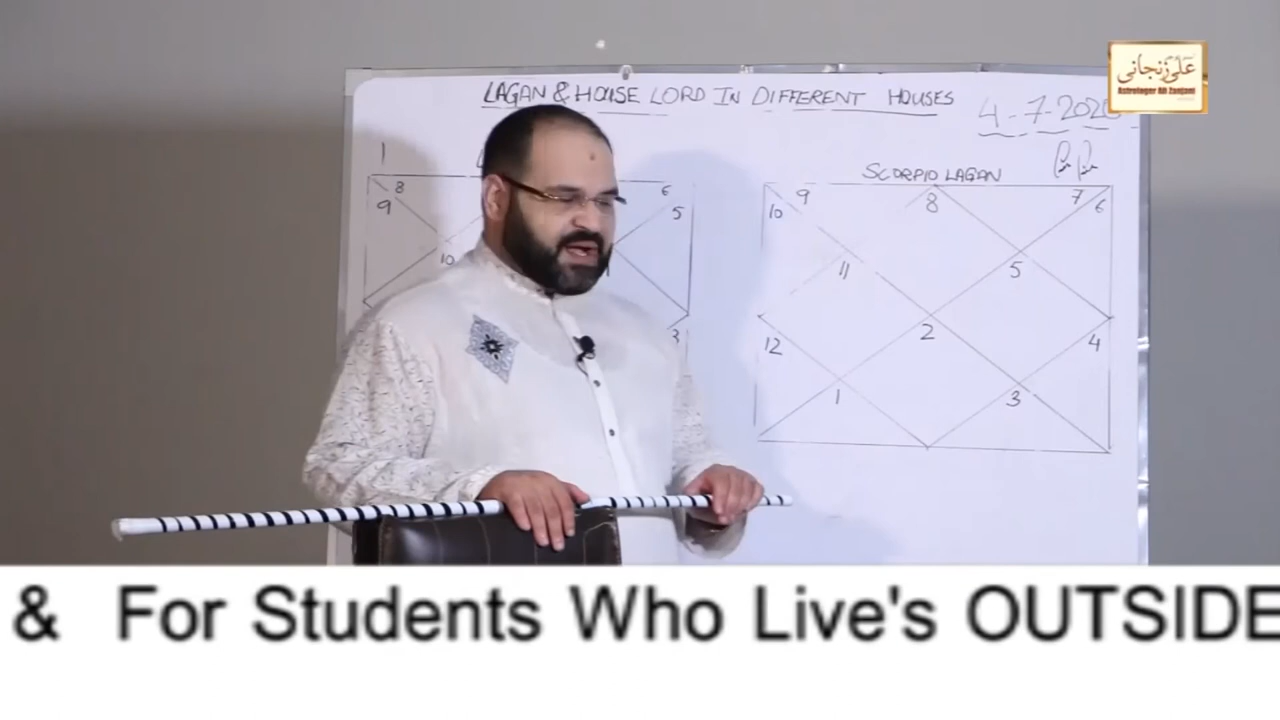 علی زنجانی
Astrologer Ali Zanjani
LAGAN & HOUSE LORD IN DIFFERENT HOUSES
4-7-2020
1
8
9
10
6
5
3
SCORPIO LAGAN
10 9 8 7 6
11 5
2
12 4
1 3
& For Students Who Live's OUTSIDE